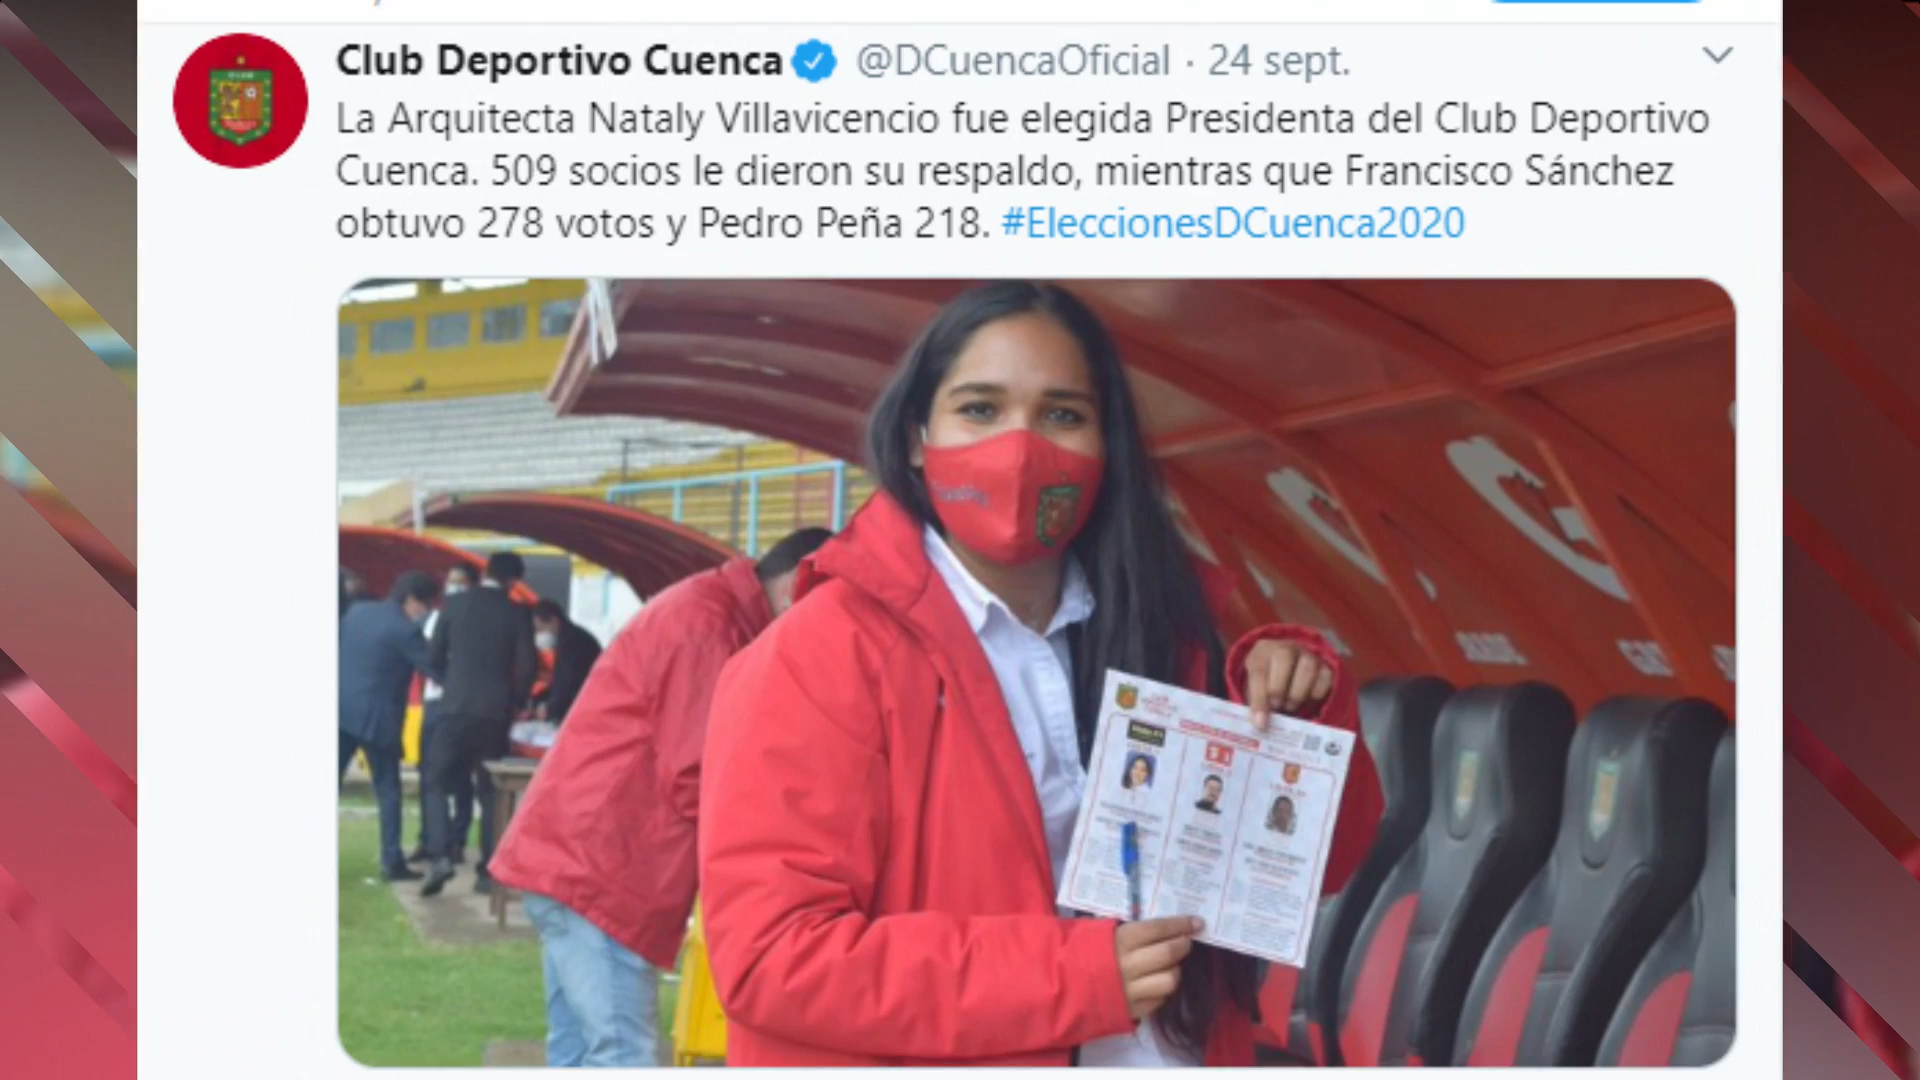 Club Deportivo Cuenca @DCuencaOficial · 24 sept.
La Arquitecta Nataly Villavicencio fue elegida Presidenta del Club Deportivo
Cuenca. 509 socios le dieron su respaldo, mientras que Francisco Sánchez
obtuvo 278 votos y Pedro Peña 218. #EleccionesDCuenca2020